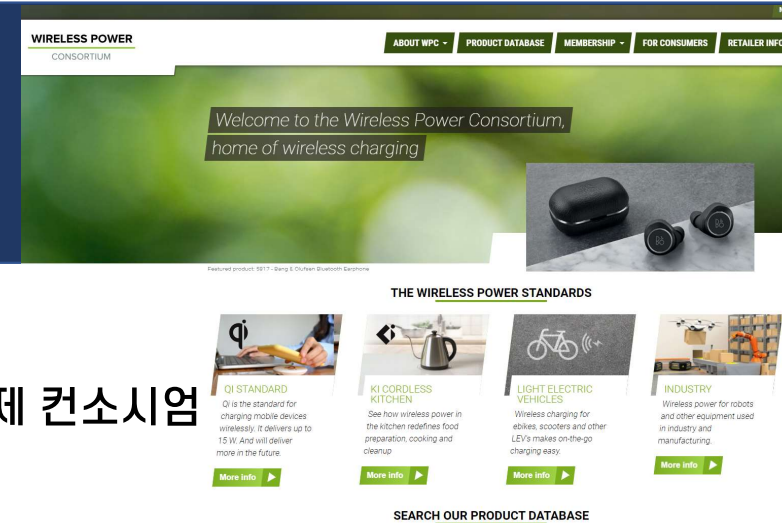 WIRELESS POWER
CONSORTIUM
ABOUT WPC
PRODUCT DATABASE
MEMBERSHIP
FOR CONSUMERS
RETAILER INFO
Welcome to the Wireless Power Consortium,
home of wireless charging
Featured product: 5917 - Bang & Olufsen Bluetooth Earphone
THE WIRELESS POWER STANDARDS
제 컨소시엄
qi
QI STANDARD
Qi is the standard for
charging mobile devices
wirelessly. It delivers up to
15 W. And will deliver
more in the future.
More info
Ki
KI CORDLESS
KITCHEN
See how wireless power in
the kitchen redefines food
preparation, cooking and
cleanup
More info
LIGHT ELECTRIC
VEHICLES
Wireless charging for
ebikes, scooters and other
LEV's makes on-the-go
charging easy.
More info
INDUSTRY
Wireless power for robots
and other equipment used
in industry and
manufacturing.
More info
SEARCH OUR PRODUCT DATABASE